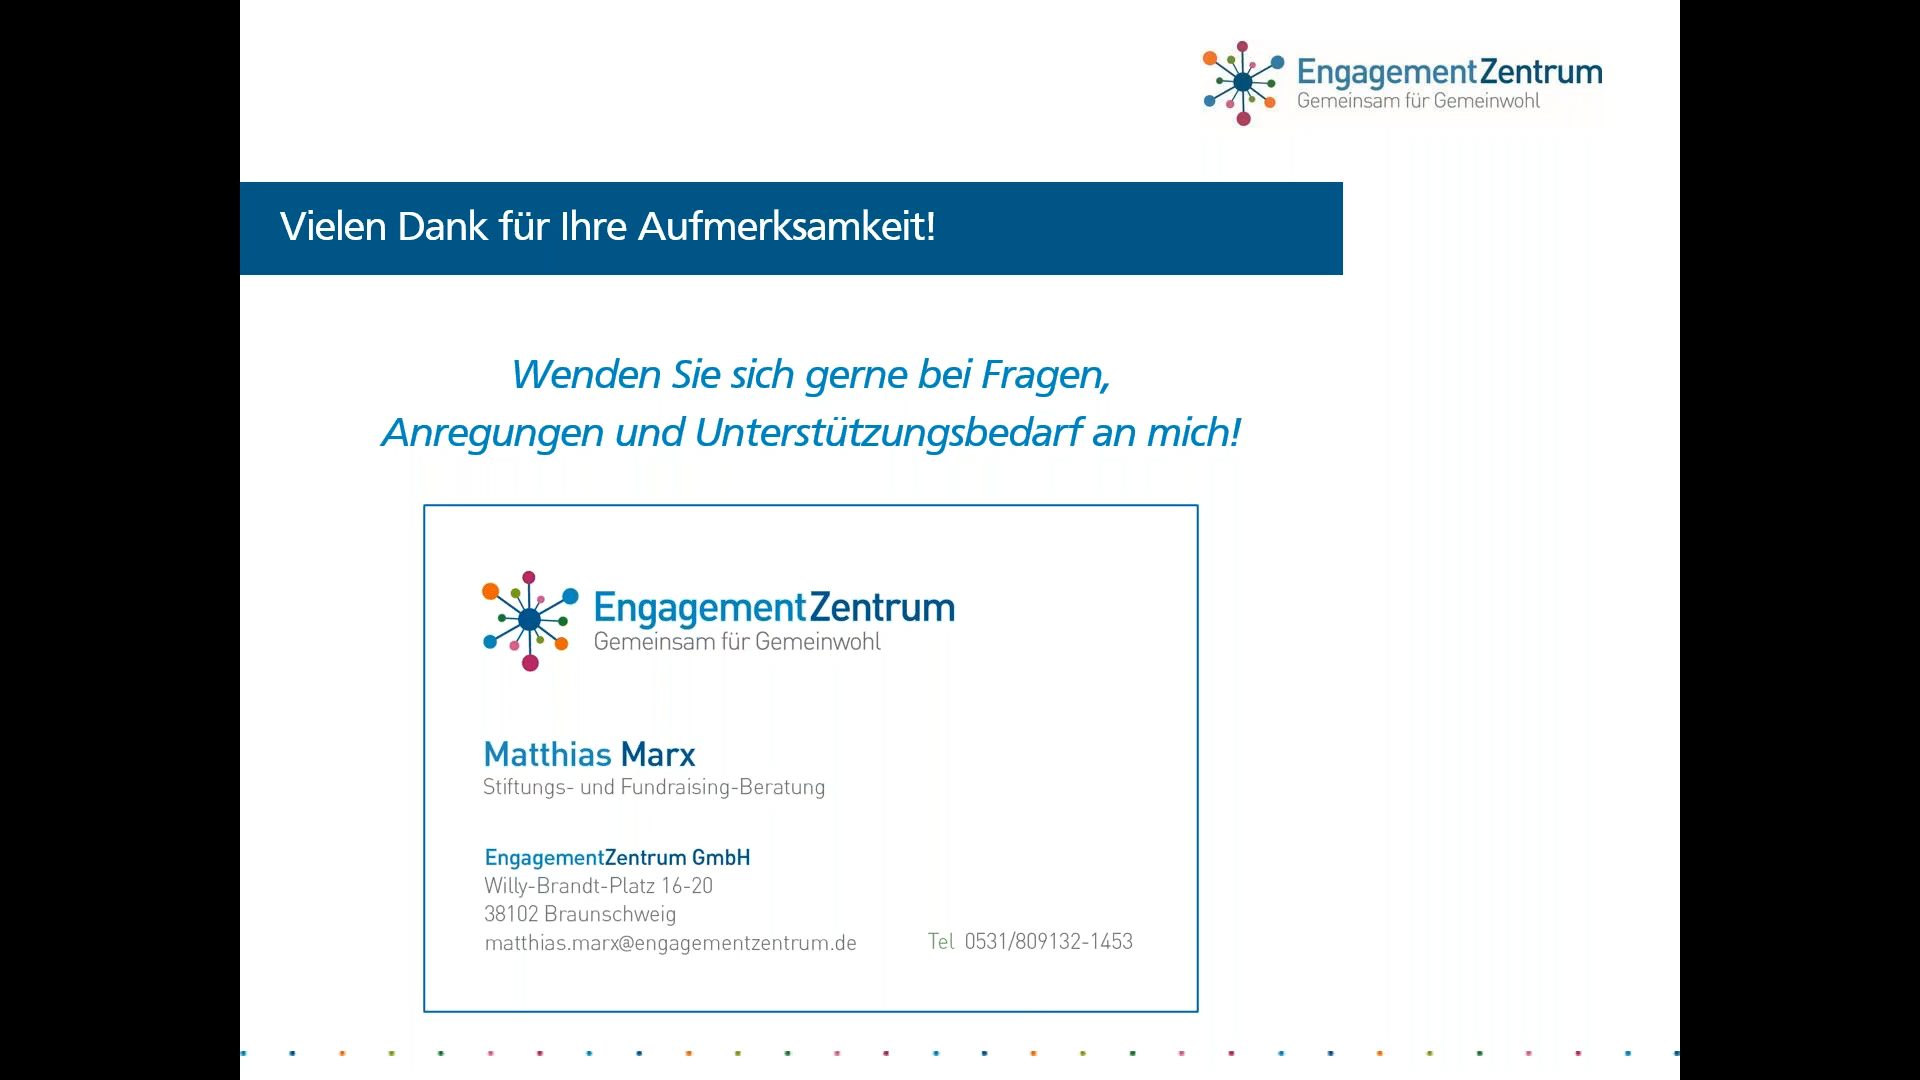 EngagementZentrum
Gemeinsam für Gemeinwohl
Vielen Dank für Ihre Aufmerksamkeit!
Wenden Sie sich gerne bei Fragen,
Anregungen und Unterstützungsbedarf an mich!
EngagementZentrum
Gemeinsam für Gemeinwohl
Matthias Marx
Stiftungs- und Fundraising-Beratung
EngagementZentrum GmbH
Willy-Brandt-Platz 16-20
38102 Braunschweig
matthias.marx@engagementzentrum.de
Tel 0531/809132-1453